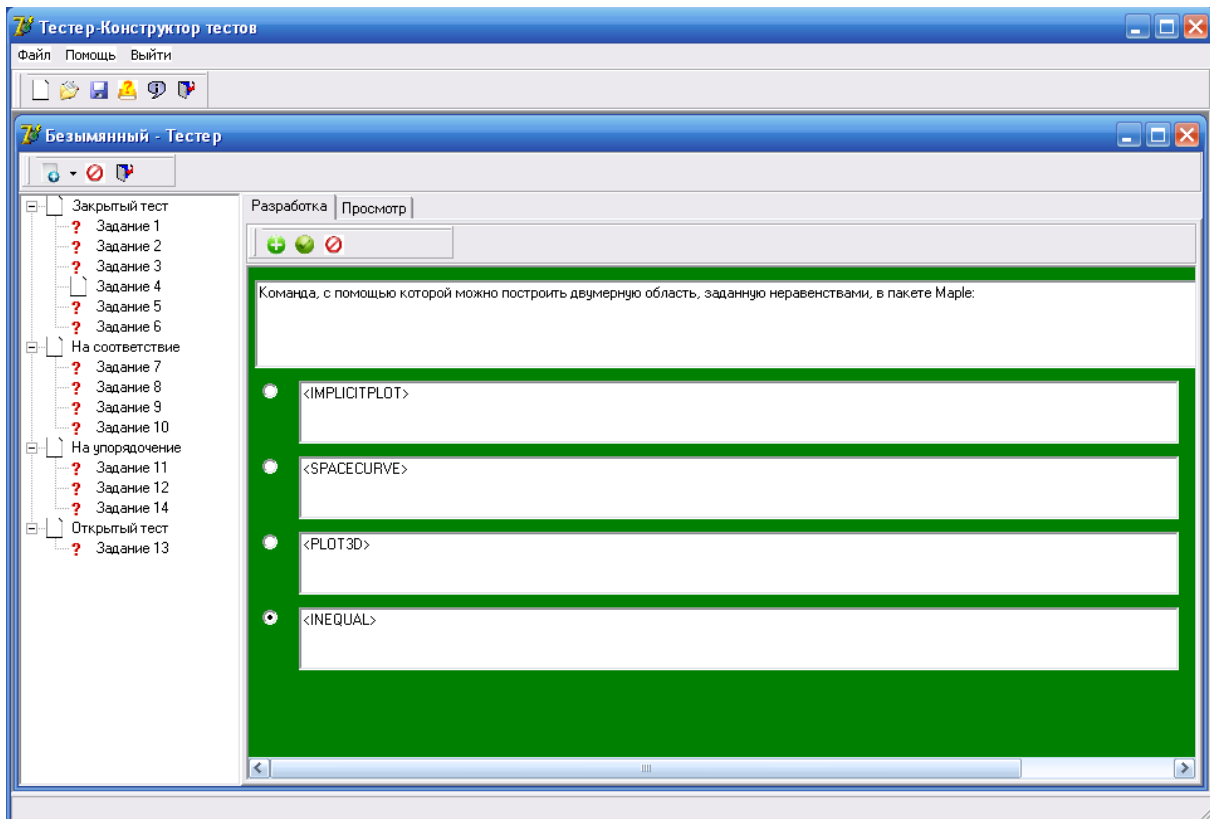 Тестер-Конструктор тестов
Файл Помощь Выйти
Безымянный - Тестер
Закрытый тест
Задание 1
Задание 2
Задание 3
Задание 4
Задание 5
Задание 6
На соответствие
Задание 7
Задание 8
Задание 9
Задание 10
На упорядочение
Задание 11
Задание 12
Задание 14
Открытый тест
Задание 13
Разработка Просмотр
Команда, с помощью которой можно построить двумерную область, заданную неравенствами, в пакете Maple:
<IMPLICITPLOT>
<SPACECURVE>
<PLOT3D>
<INEQUAL>